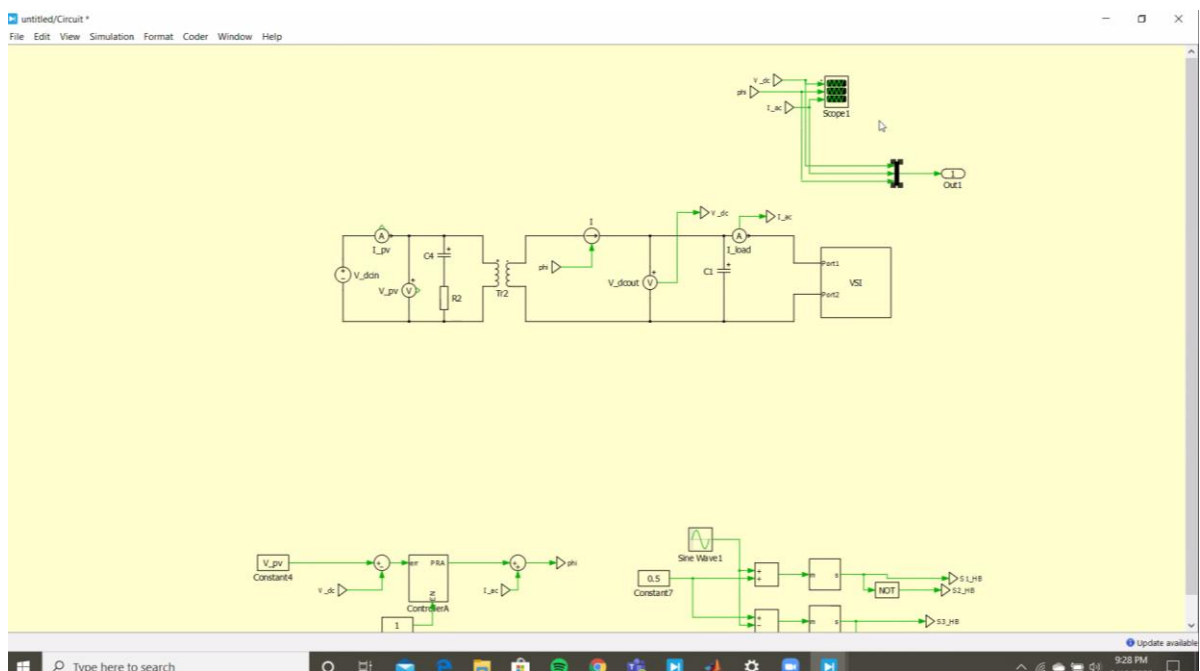 untitled/Circuit *
File Edit View Simulation Format Coder Window Help
V_dc
phi
I_ac
Scope1
1
Out1
I
V_dc
I_ac
I_pv
A
C4
V_dcin
V_pv
V
R2
Tr2
phi
V_dcout
V
C1
A
I_load
Port1
VSI
Port2
Sine Wave1
V_pv
Constant4
V_dc
err PRA
EN
ControllerA
1
I_ac
phi
0.5
Constant7
m s
NOT
S1_HB
S2_HB
m s
S3_HB
Update available
Type here to search
9:28 PM